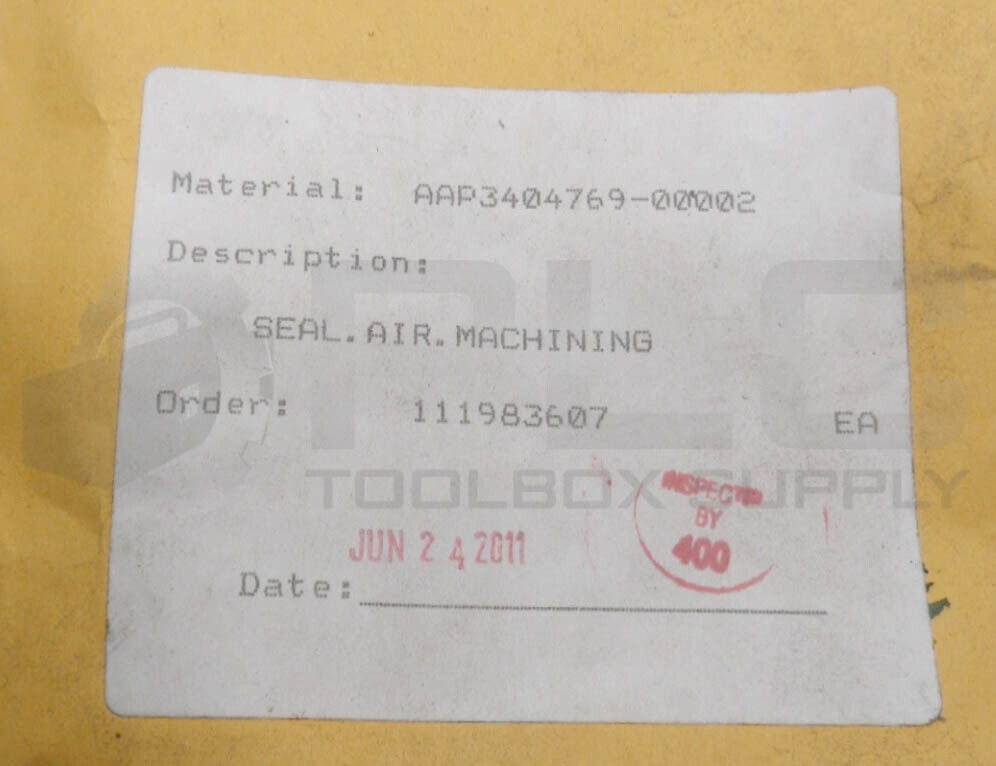 Material: AAP3404769-00002
Description:
SEAL.AIR.MACHINING
Order: 111983607 EA
PLC
TOOLBOX SUPPLY
INSPECTED
BY
400
JUN 24 2011
Date: